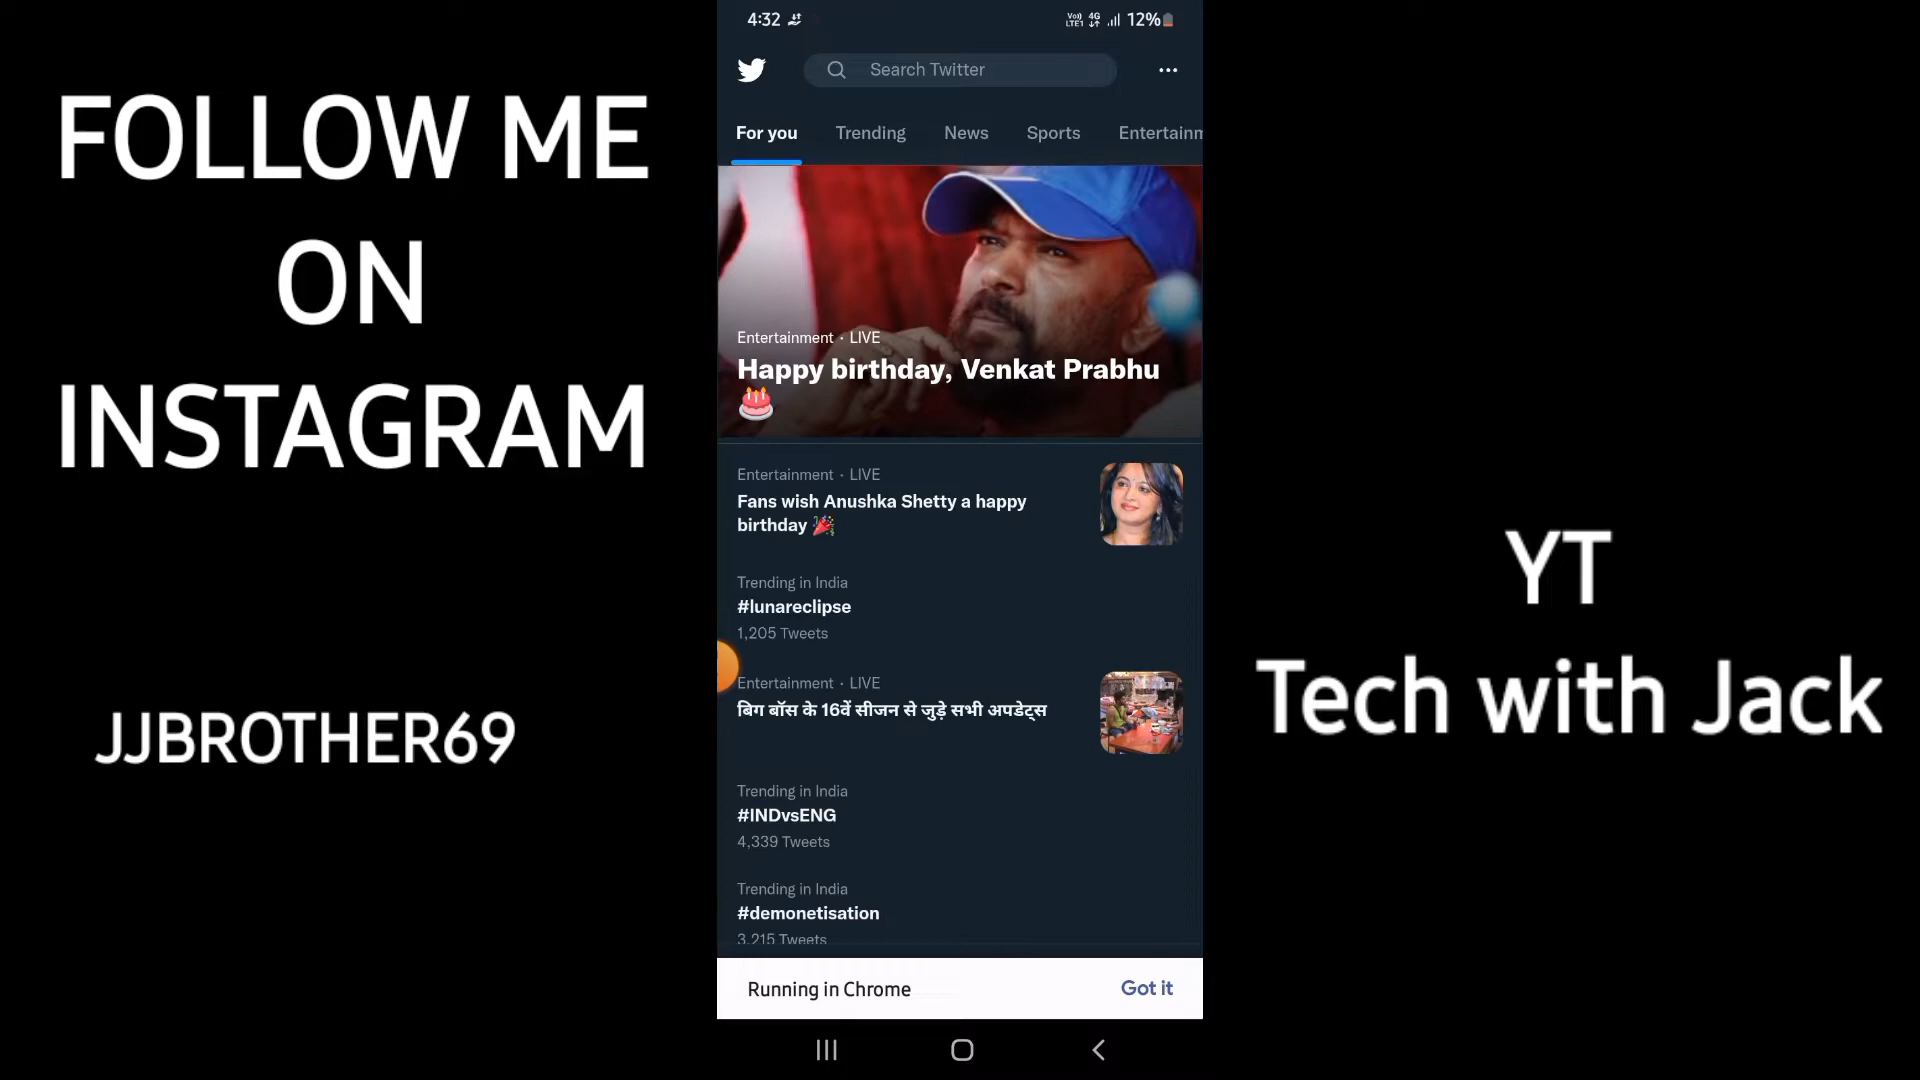 FOLLOW ME
ON
INSTAGRAM
JJBROTHER69
4:32
Vo)) LTE1 4G 12%
Search Twitter
For you Trending News Sports Entertainm
Entertainment · LIVE
Happy birthday, Venkat Prabhu
🎂
Entertainment · LIVE
Fans wish Anushka Shetty a happy
birthday 🎉
Trending in India
#lunareclipse
1,205 Tweets
Entertainment · LIVE
बिग बॉस के 16वें सीजन से जुड़े सभी अपडेट्स
Trending in India
#INDvsENG
4,339 Tweets
Trending in India
#demonetisation
3,215 Tweets
Running in Chrome Got it
YT
Tech with Jack